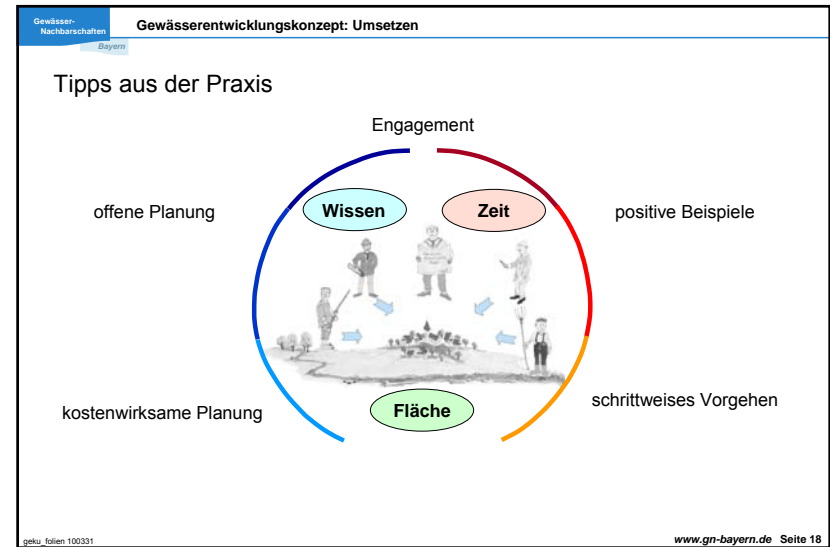 Gewässer-
Nachbarschaften
Bayern
Gewässerentwicklungskonzept: Umsetzen
Tipps aus der Praxis
Engagement
offene Planung
Wissen
Zeit
positive Beispiele
kostenwirksame Planung
Fläche
schrittweises Vorgehen
geku_folien 100331
www.gn-bayern.de Seite 18